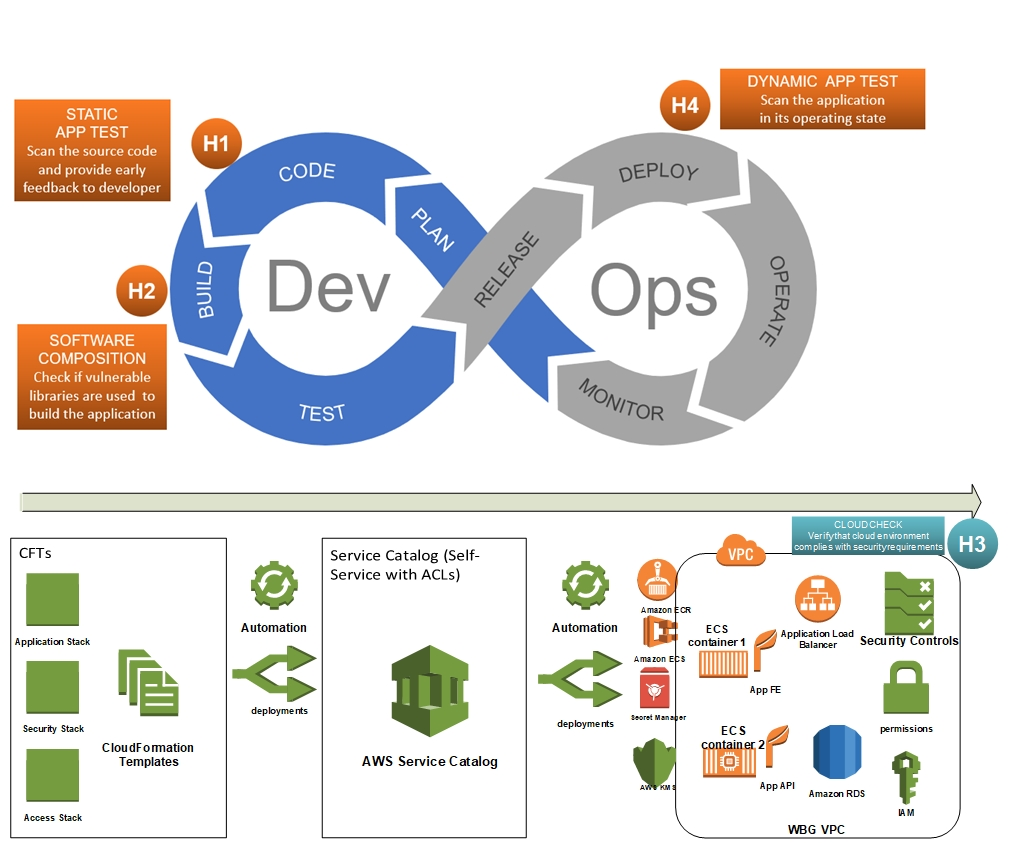 DYNAMIC  APP TEST
Scan the application
in its operating state
H4
STATIC
APP TEST
Scan the source code
and provide early
feedback to developer
H1
CODE
PLAN
DEPLOY
RELEASE
BUILD
Dev
Ops
OPERATE
H2
SOFTWARE
COMPOSITION
Check if vulnerable
libraries are used  to
build the application
TEST
MONITOR
CLOUDCHECK
Verifythat cloud environment
complies with securityrequirements
H3
CFTs
Application Stack
Security Stack
Access Stack
CloudFormation
Templates
Automation
deployments
Service Catalog (Self-
Service with ACLs)
AWS Service Catalog
Automation
deployments
VPC
Amazon ECR
Amazon ECS
Secret Manager
AWS KMS
ECS
container 1
App FE
Application Load
Balancer
Security Controls
permissions
ECS
container 2
App API
Amazon RDS
IAM
WBG VPC